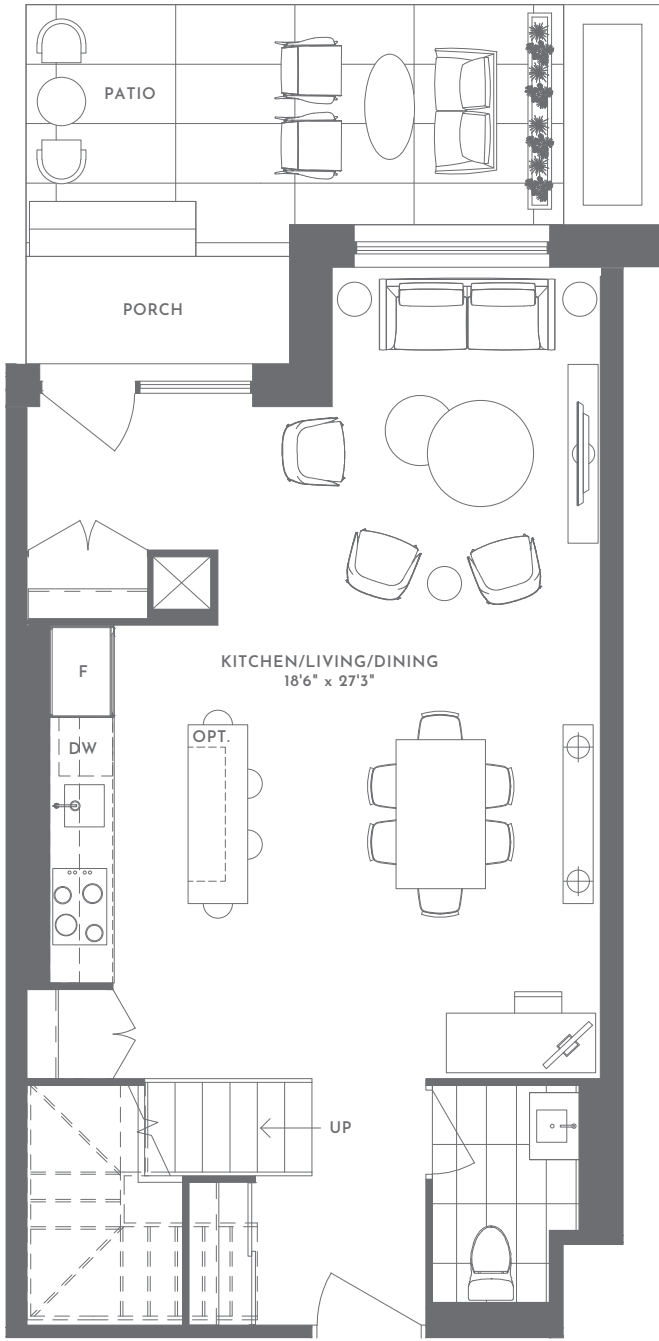 PATIO
PORCH
KITCHEN/LIVING/DINING
18'6" x 27'3"
F
OPT.
DW
UP